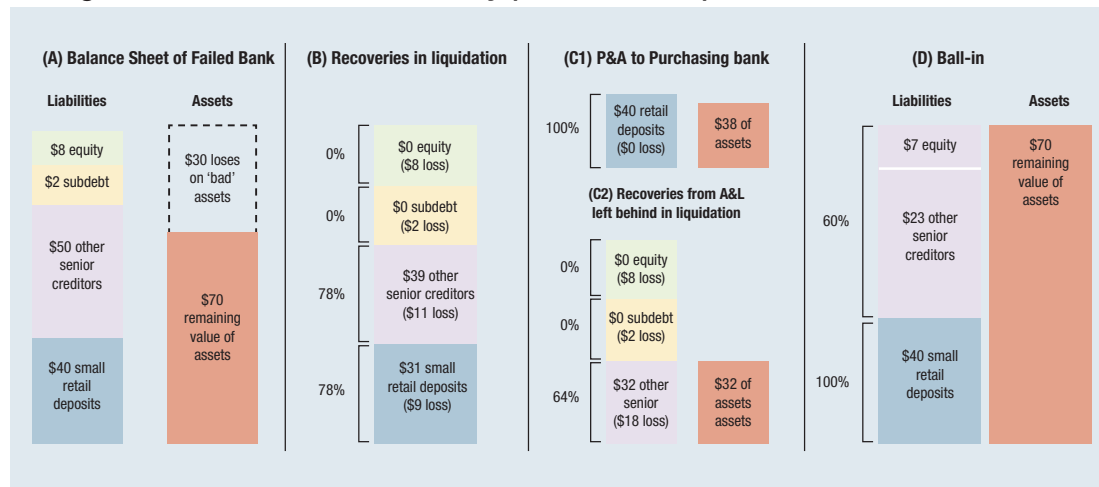 (A) Balance Sheet of Failed Bank
Liabilities
Assets
$8 equity
$2 subdebt
$50 other
senior
creditors
$40 small
retail
deposits
$30 loses
on ‘bad’
assets
$70
remaining
value of
assets
(B) Recoveries in liquidation
0%
$0 equity
($8 loss)
0%
$0 subdebt
($2 loss)
78%
$39 other
senior creditors
($11 loss)
78%
$31 small
retail deposits
($9 loss)
(C1) P&A to Purchasing bank
100%
$40 retail
deposits
($0 loss)
$38 of
assets
(C2) Recoveries from A&L
left behind in liquidation
0%
$0 equity
($8 loss)
0%
$0 subdebt
($2 loss)
64%
$32 other
senior
($18 loss)
$32 of
assets
assets
(D) Ball-in
Liabilities
Assets
60%
$7 equity
$23 other
senior
creditors
100%
$40 small
retail
deposits
$70
remaining
value of
assets